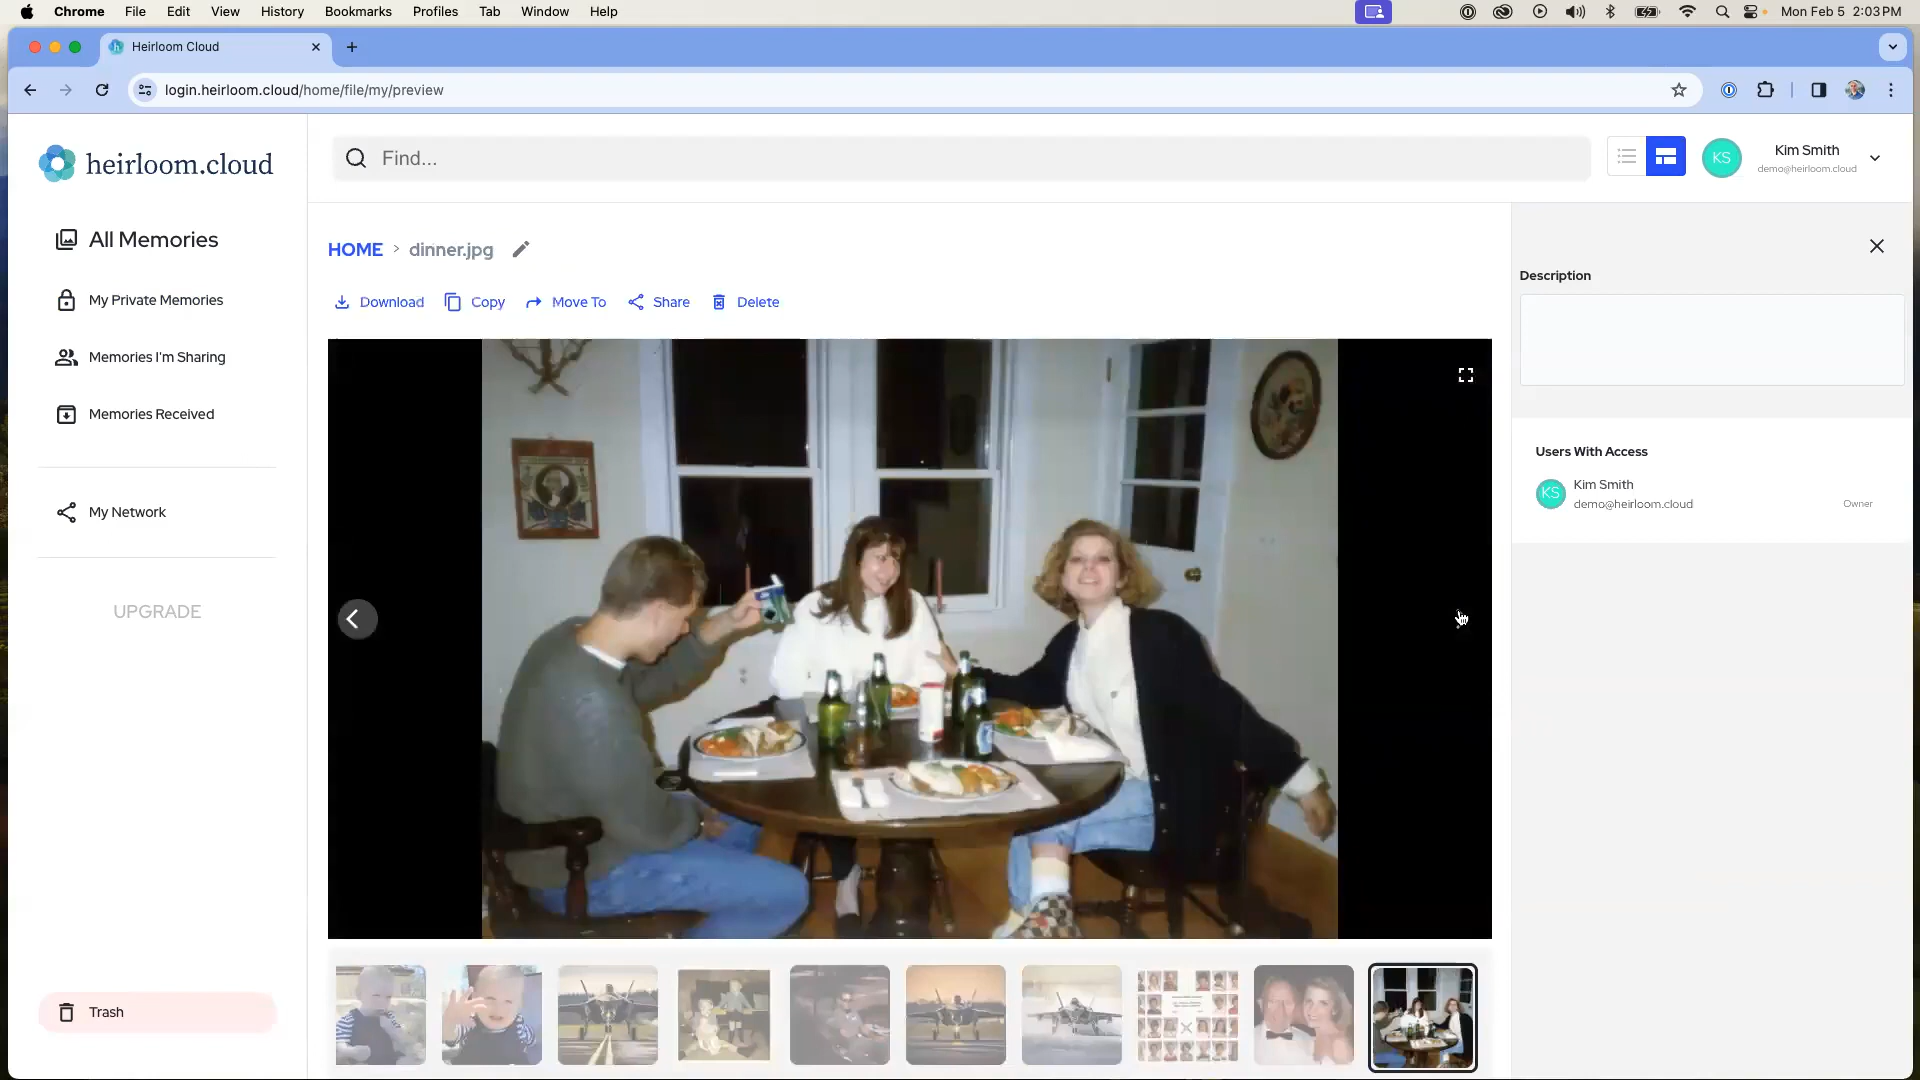 Chrome File Edit View History Bookmarks Profiles Tab Window Help
Mon Feb 5 2:03 PM
Heirloom Cloud
login.heirloom.cloud/home/file/my/preview
heirloom.cloud
Find...
KS
Kim Smith
demo@heirloom.cloud
All Memories
My Private Memories
Memories I'm Sharing
Memories Received
My Network
UPGRADE
Trash
HOME > dinner.jpg
Download Copy Move To Share Delete
Description
Users With Access
KS
Kim Smith
demo@heirloom.cloud
Owner